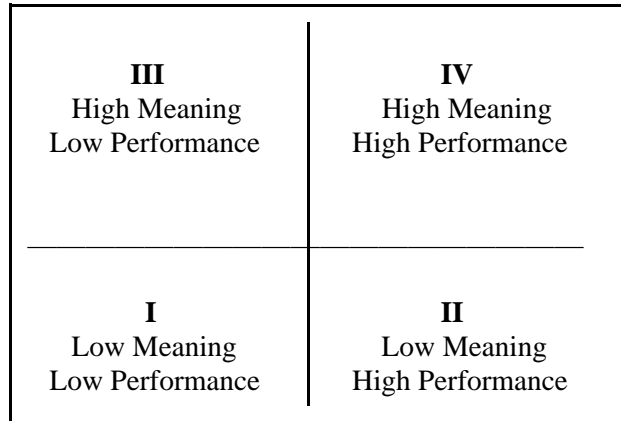 III
High Meaning
Low Performance
IV
High Meaning
High Performance
I
Low Meaning
Low Performance
II
Low Meaning
High Performance